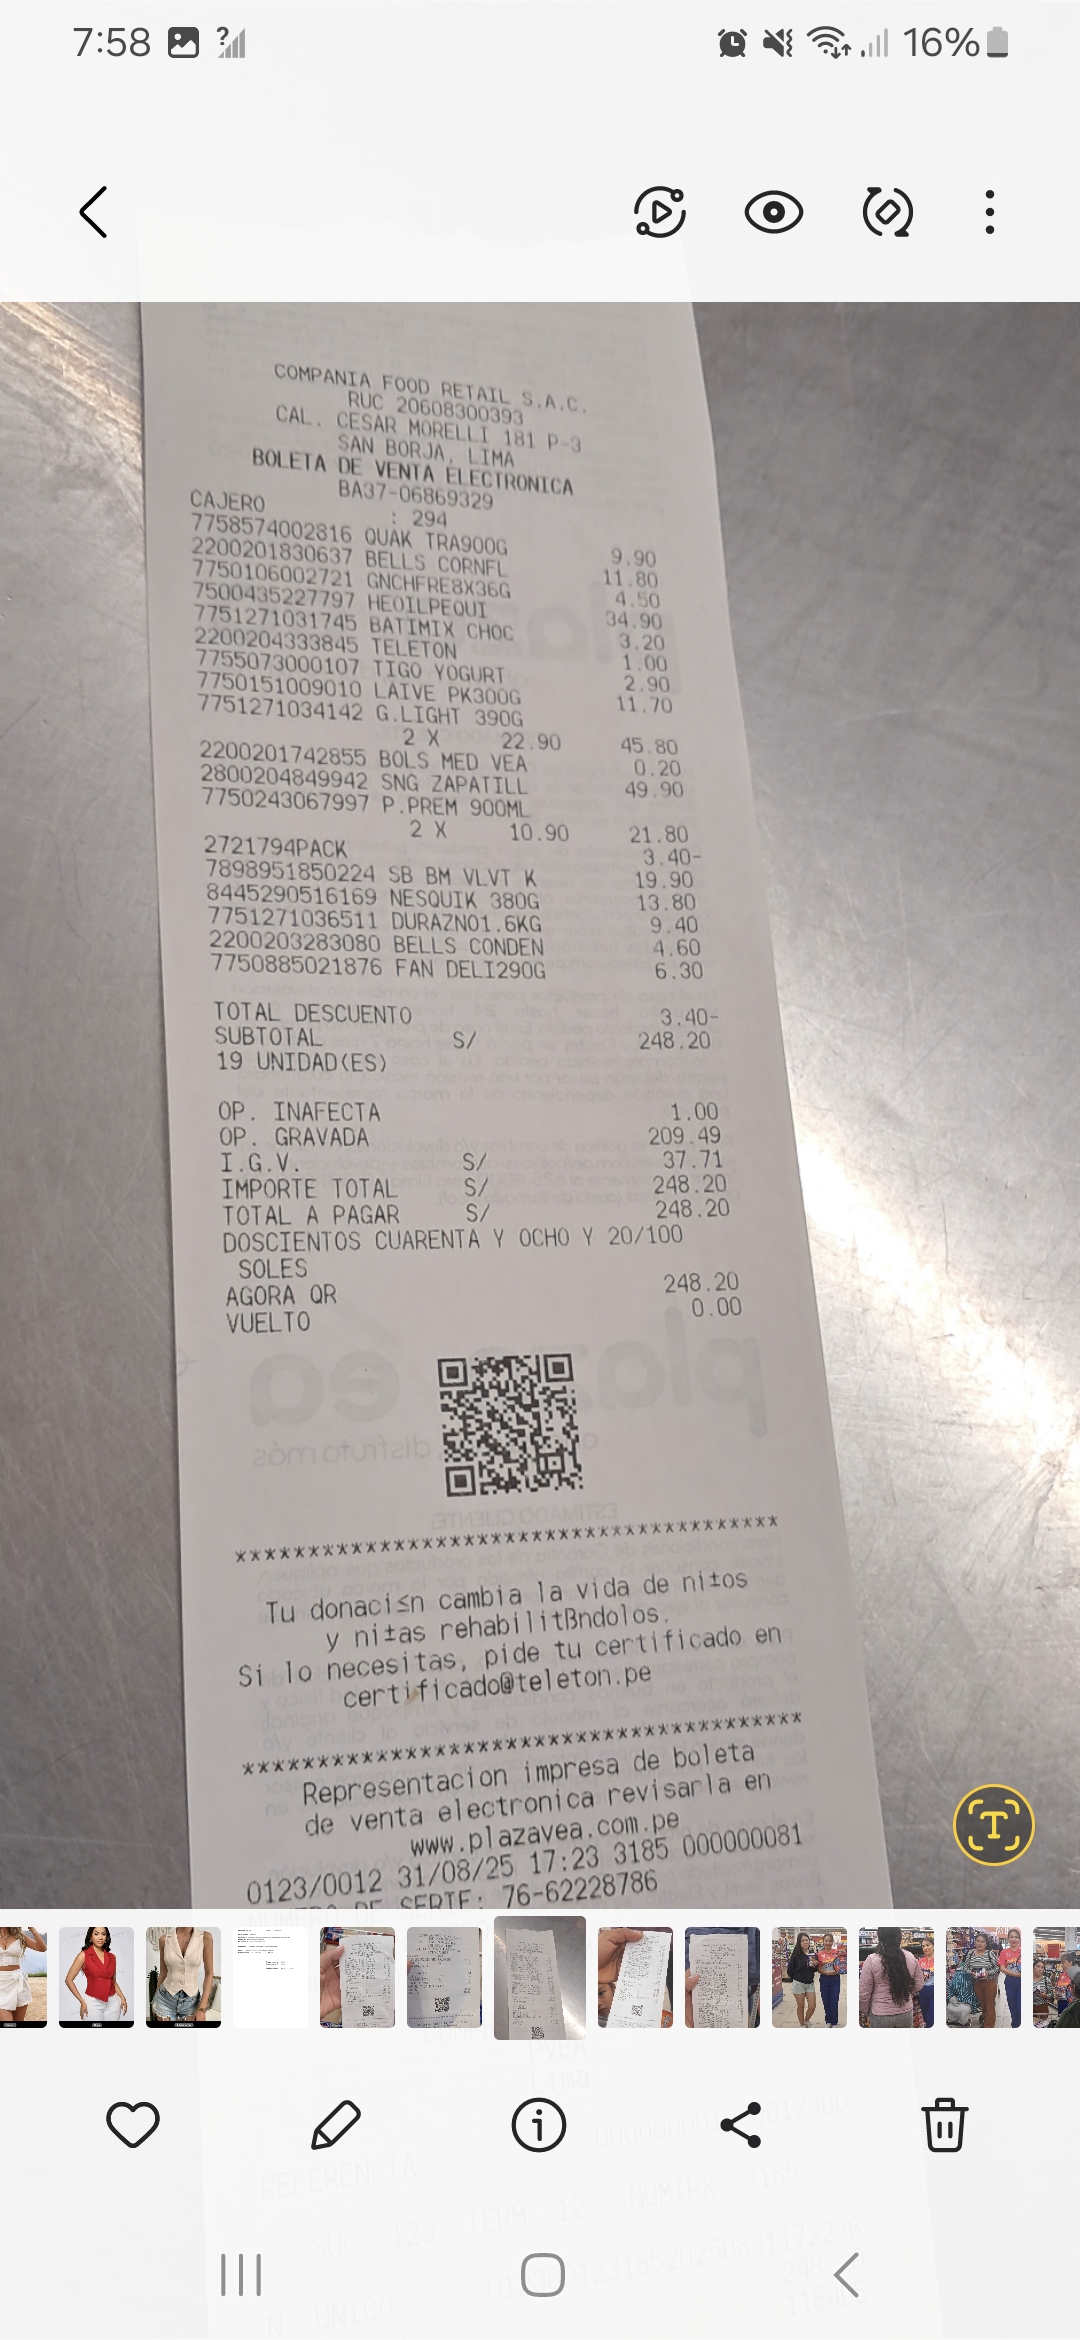 7:58
16%
COMPANIA FOOD RETAIL S.A.C.
RUC 20608300393
CAL. CESAR MORELLI 181 P-3
SAN BORJA, LIMA
BOLETA DE VENTA ELECTRONICA
BA37-06869329
CAJERO : 294
7758574002816 QUAK TRA900G 9.90
2200201830637 BELLS CORNFL 11.80
7750106002721 GNCHFRE8X36G 4.50
7500435227797 HEOILPEQUI 34.90
7751271031745 BATIMIX CHOC 3.20
2200204333845 TELETON 1.00
7755073000107 TIGO YOGURT 2.90
7750151009010 LAIVE PK300G 11.70
7751271034142 G.LIGHT 390G
2 X 22.90 45.80
2200201742855 BOLS MED VEA 0.20
2800204849942 SNG ZAPATILL 49.90
7750243067997 P.PREM 900ML
2 X 10.90 21.80
2721794PACK 3.40-
7898951850224 SB BM VLVT K 19.90
8445290516169 NESQUIK 380G 13.80
7751271036511 DURAZNO1.6KG 9.40
2200203283080 BELLS CONDEN 4.60
7750885021876 FAN DELI290G 6.30
TOTAL DESCUENTO 3.40-
SUBTOTAL S/ 248.20
19 UNIDAD(ES)
OP. INAFECTA 1.00
OP. GRAVADA 209.49
I.G.V. S/ 37.71
IMPORTE TOTAL S/ 248.20
TOTAL A PAGAR S/ 248.20
DOSCIENTOS CUARENTA Y OCHO Y 20/100
SOLES
AGORA QR 248.20
VUELTO 0.00
****************************************
Tu donaci≤n cambia la vida de ni±os
y ni±as rehabilitßndolos.
Si lo necesitas, pide tu certificado en
certificado@teleton.pe
****************************************
Representacion impresa de boleta
de venta electronica revisarla en
www.plazavea.com.pe
0123/0012 31/08/25 17:23 3185 000000081
NUMERO DE SERIE: 76-62228786
T
REFERENCIA:
SUC: 123 TERM: 12 NUMTRX: 3185
N. UNICO: